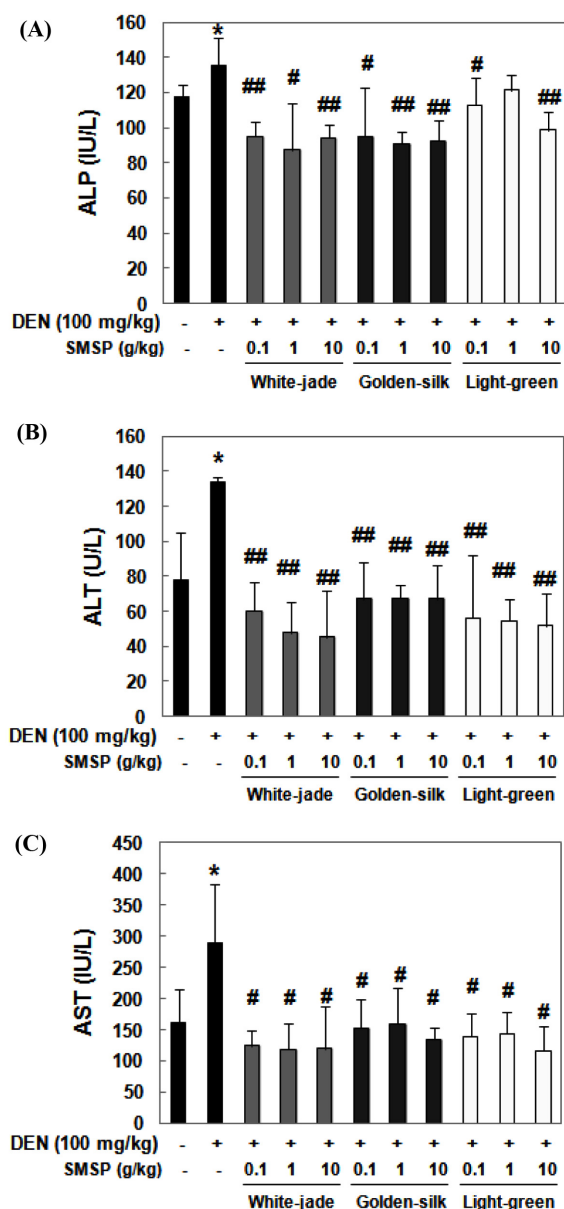 (A)
160
140
120
100
80
60
40
20
0
ALP (IU/L)
*
## # ## # ## ## # ##
DEN (100 mg/kg) - + + + + + + + + + +
SMSP (g/kg) - - 0.1 1 10 0.1 1 10 0.1 1 10
White-jade Golden-silk Light-green
(B)
160
140
120
100
80
60
40
20
0
ALT (U/L)
*
## ## ## ## ## ## ## ## ##
DEN (100 mg/kg) - + + + + + + + + + +
SMSP (g/kg) - - 0.1 1 10 0.1 1 10 0.1 1 10
White-jade Golden-silk Light-green
(C)
450
400
350
300
250
200
150
100
50
0
AST (IU/L)
*
# # # # # # # # #
DEN (100 mg/kg) - + + + + + + + + + +
SMSP (g/kg) - - 0.1 1 10 0.1 1 10 0.1 1 10
White-jade Golden-silk Light-green